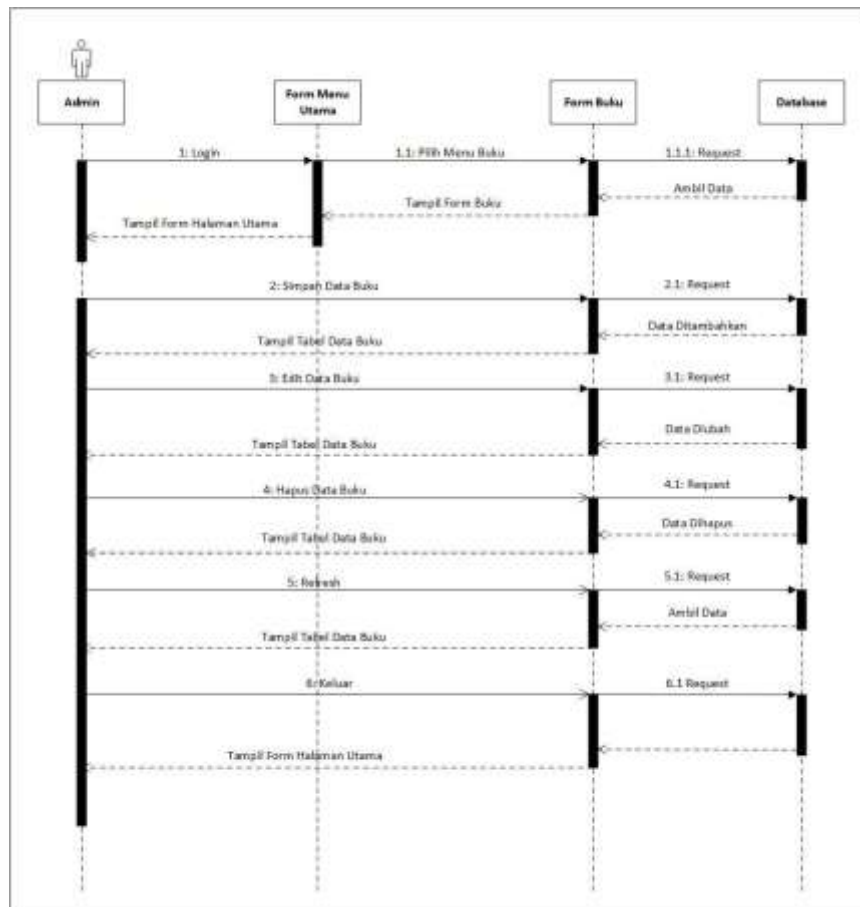 Admin
Form Menu
Utama
Form Buku
Database
1: Login
1.1: Pilih Menu Buku
1.1.1: Request
Ambil Data
Tampil Form Buku
Tampil Form Halaman Utama
2: Simpan Data Buku
2.1: Request
Data Ditambahkan
Tampil Tabel Data Buku
3: Edit Data Buku
3.1: Request
Data Diubah
Tampil Tabel Data Buku
4: Hapus Data Buku
4.1: Request
Data Dihapus
Tampil Tabel Data Buku
5: Refresh
5.1: Request
Ambil Data
Tampil Tabel Data Buku
6: Keluar
6.1 Request
Tampil Form Halaman Utama